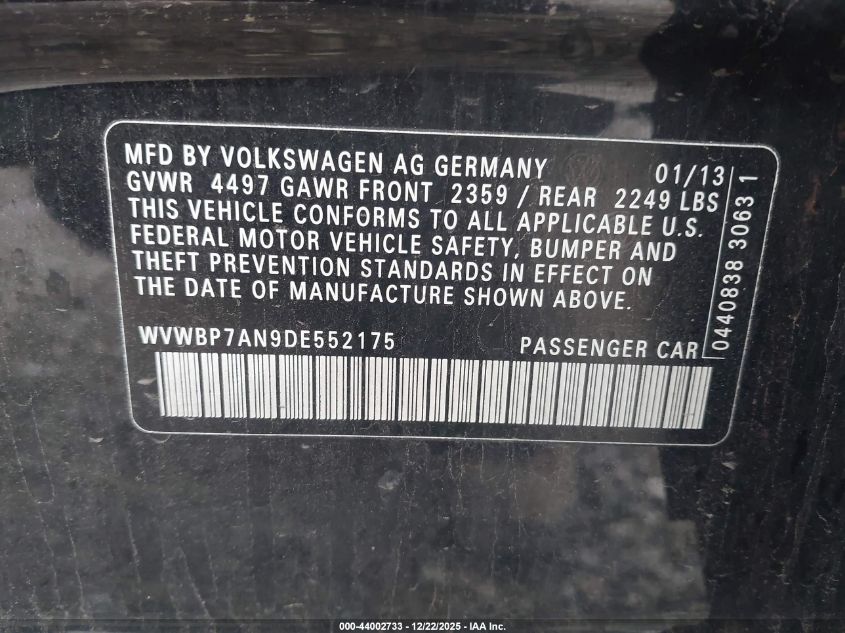 MFD BY VOLKSWAGEN AG GERMANY 01/13
GVWR 4497 GAWR FRONT 2359 / REAR 2249 LBS
THIS VEHICLE CONFORMS TO ALL APPLICABLE U.S.
FEDERAL MOTOR VEHICLE SAFETY, BUMPER AND
THEFT PREVENTION STANDARDS IN EFFECT ON
THE DATE OF MANUFACTURE SHOWN ABOVE.
WVWBP7AN9DE552175 PASSENGER CAR
0440838 3063 1
000-44002733 - 12/22/2025 - IAA Inc.